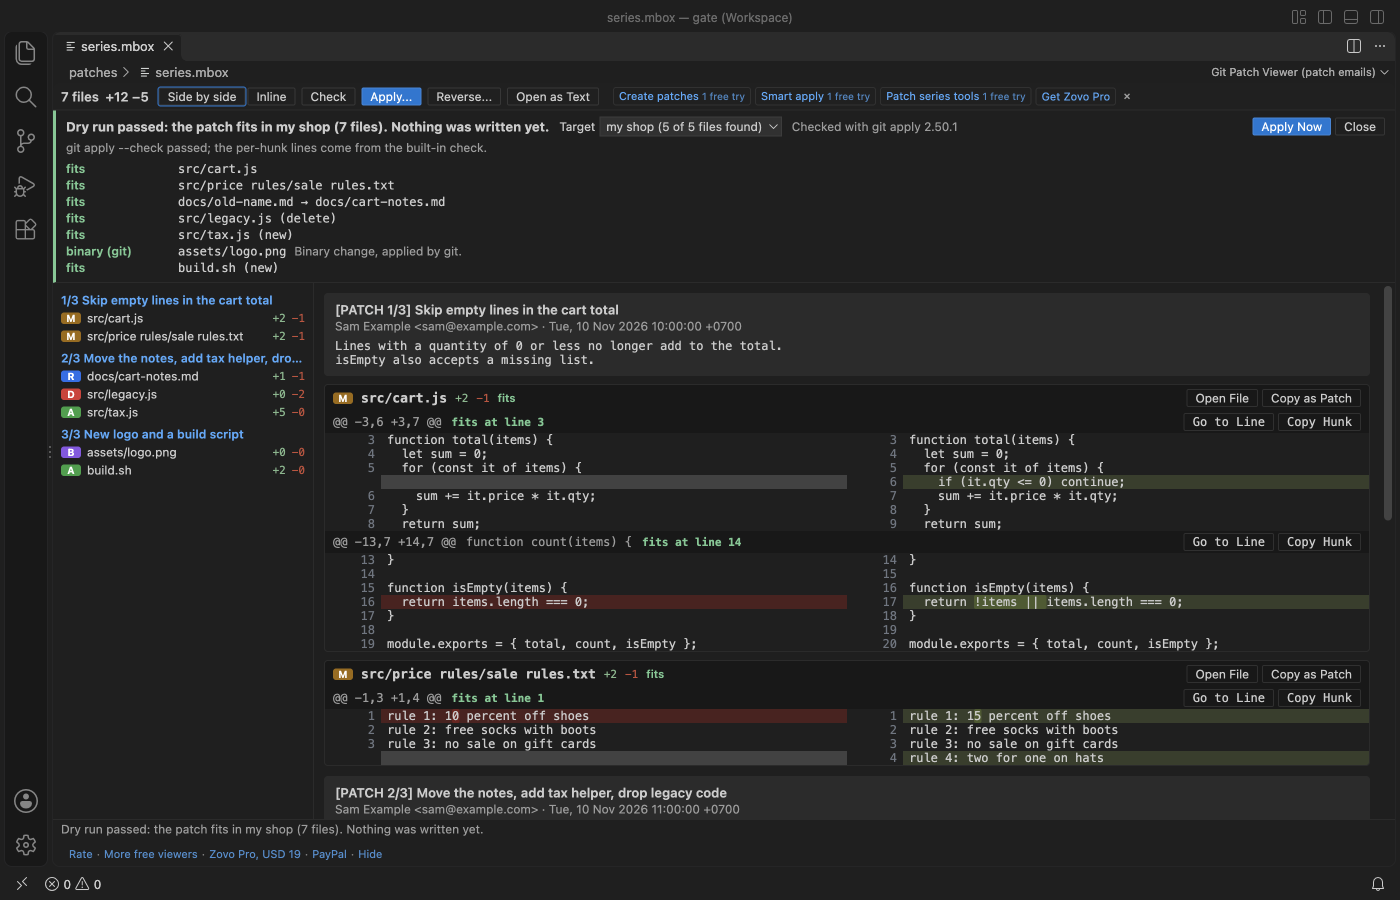 series.mbox — gate (Workspace)
series.mbox
patches > series.mbox
Git Patch Viewer (patch emails)
7 files +12 −5 Side by side Inline Check Apply... Reverse... Open as Text Create patches 1 free try Smart apply 1 free try Patch series tools 1 free try Get Zovo Pro ×
Dry run passed: the patch fits in my shop (7 files). Nothing was written yet. Target my shop (5 of 5 files found) Checked with git apply 2.50.1 Apply Now Close
git apply --check passed; the per-hunk lines come from the built-in check.
fits src/cart.js
fits src/price rules/sale rules.txt
fits docs/old-name.md → docs/cart-notes.md
fits src/legacy.js (delete)
fits src/tax.js (new)
binary (git) assets/logo.png Binary change, applied by git.
fits build.sh (new)
1/3 Skip empty lines in the cart total
M src/cart.js +2 −1
M src/price rules/sale rules.txt +2 −1
2/3 Move the notes, add tax helper, dro...
R docs/cart-notes.md +1 −1
D src/legacy.js +0 −2
A src/tax.js +5 −0
3/3 New logo and a build script
B assets/logo.png +0 −0
A build.sh +2 −0
[PATCH 1/3] Skip empty lines in the cart total
Sam Example <sam@example.com> · Tue, 10 Nov 2026 10:00:00 +0700
Lines with a quantity of 0 or less no longer add to the total.
isEmpty also accepts a missing list.
M src/cart.js +2 −1 fits Open File Copy as Patch
@@ −3,6 +3,7 @@ fits at line 3 Go to Line Copy Hunk
3 function total(items) { 3 function total(items) {
4 let sum = 0; 4 let sum = 0;
5 for (const it of items) { 5 for (const it of items) {
6 if (it.qty <= 0) continue;
6 sum += it.price * it.qty; 7 sum += it.price * it.qty;
7 } 8 }
8 return sum; 9 return sum;
@@ −13,7 +14,7 @@ function count(items) { fits at line 14 Go to Line Copy Hunk
13 } 14 }
14 15
15 function isEmpty(items) { 16 function isEmpty(items) {
16 return items.length === 0; 17 return !items || items.length === 0;
17 } 18 }
18 19
19 module.exports = { total, count, isEmpty }; 20 module.exports = { total, count, isEmpty };
M src/price rules/sale rules.txt +2 −1 fits Open File Copy as Patch
@@ −1,3 +1,4 @@ fits at line 1 Go to Line Copy Hunk
1 rule 1: 10 percent off shoes 1 rule 1: 15 percent off shoes
2 rule 2: free socks with boots 2 rule 2: free socks with boots
3 rule 3: no sale on gift cards 3 rule 3: no sale on gift cards
4 rule 4: two for one on hats
[PATCH 2/3] Move the notes, add tax helper, drop legacy code
Sam Example <sam@example.com> · Tue, 10 Nov 2026 11:00:00 +0700
Dry run passed: the patch fits in my shop (7 files). Nothing was written yet.
Rate · More free viewers · Zovo Pro, USD 19 · PayPal · Hide
0 0